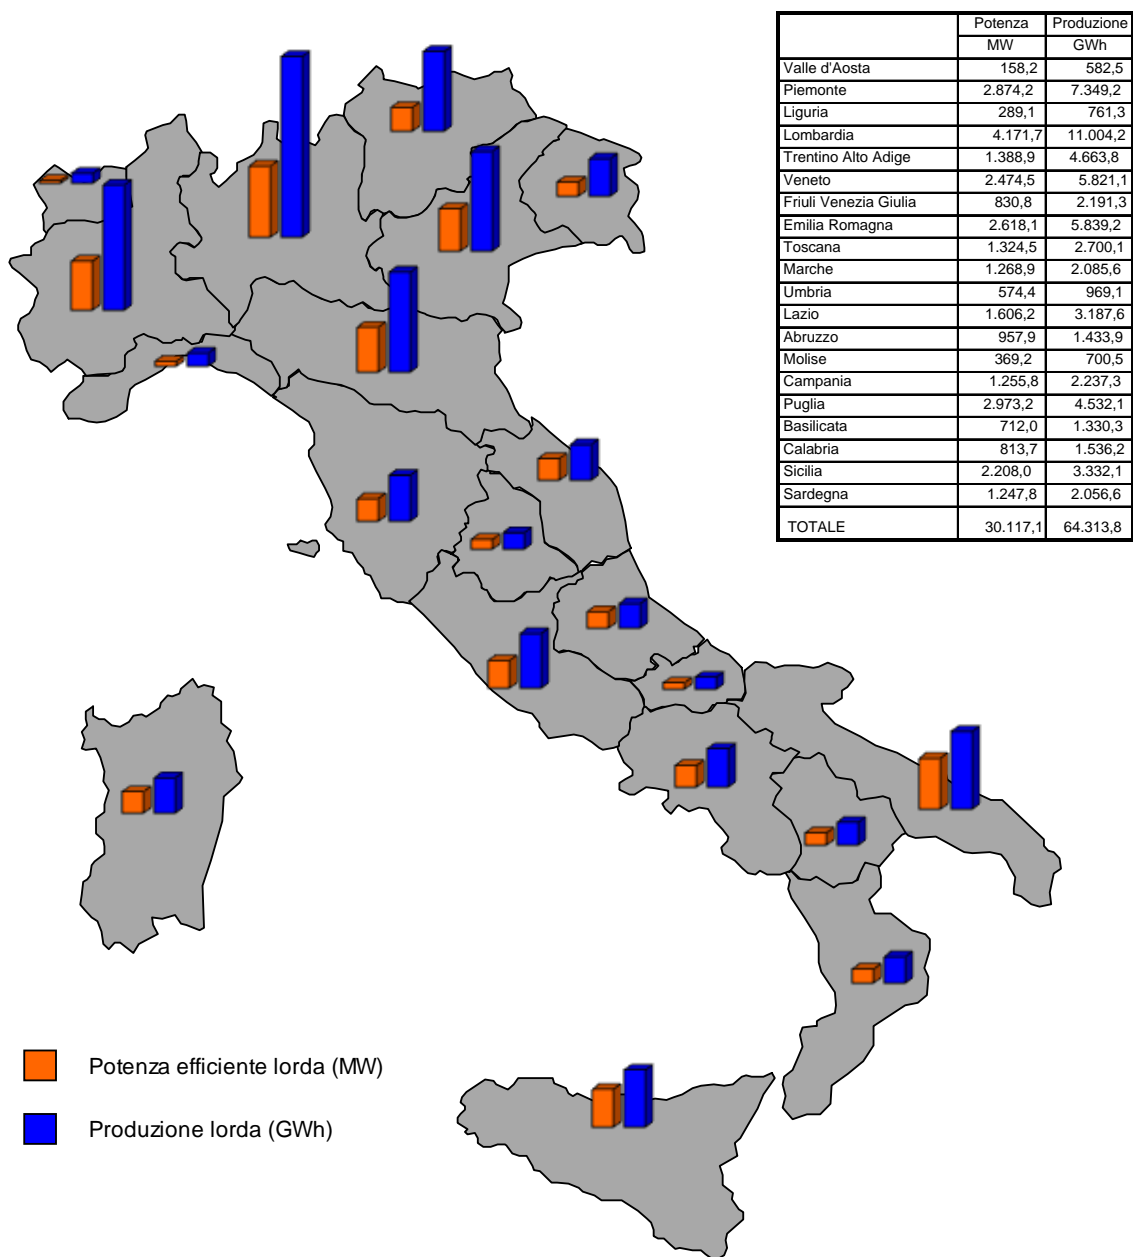 Potenza Produzione
MW GWh
Valle d'Aosta 158,2 582,5
Piemonte 2.874,2 7.349,2
Liguria 289,1 761,3
Lombardia 4.171,7 11.004,2
Trentino Alto Adige 1.388,9 4.663,8
Veneto 2.474,5 5.821,1
Friuli Venezia Giulia 830,8 2.191,3
Emilia Romagna 2.618,1 5.839,2
Toscana 1.324,5 2.700,1
Marche 1.268,9 2.085,6
Umbria 574,4 969,1
Lazio 1.606,2 3.187,6
Abruzzo 957,9 1.433,9
Molise 369,2 700,5
Campania 1.255,8 2.237,3
Puglia 2.973,2 4.532,1
Basilicata 712,0 1.330,3
Calabria 813,7 1.536,2
Sicilia 2.208,0 3.332,1
Sardegna 1.247,8 2.056,6
TOTALE 30.117,1 64.313,8
Potenza efficiente lorda (MW)
Produzione lorda (GWh)